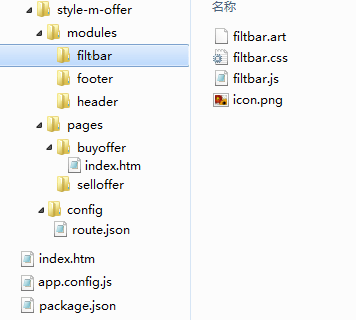 style-m-offer
modules
filtbar
footer
header
pages
buyoffer
index.htm
selloffer
config
route.json
index.htm
app.config.js
package.json
名称
filtbar.art
filtbar.css
filtbar.js
icon.png